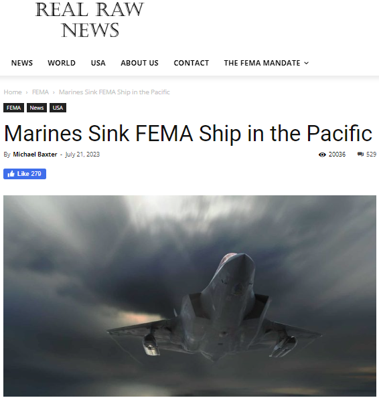 REAL RAW
NEWS
NEWS WORLD USA ABOUT US CONTACT THE FEMA MANDATE
Home › FEMA › Marines Sink FEMA Ship in the Pacific
FEMA News USA
Marines Sink FEMA Ship in the Pacific
By Michael Baxter - July 21, 2023 20036 529
Like 279